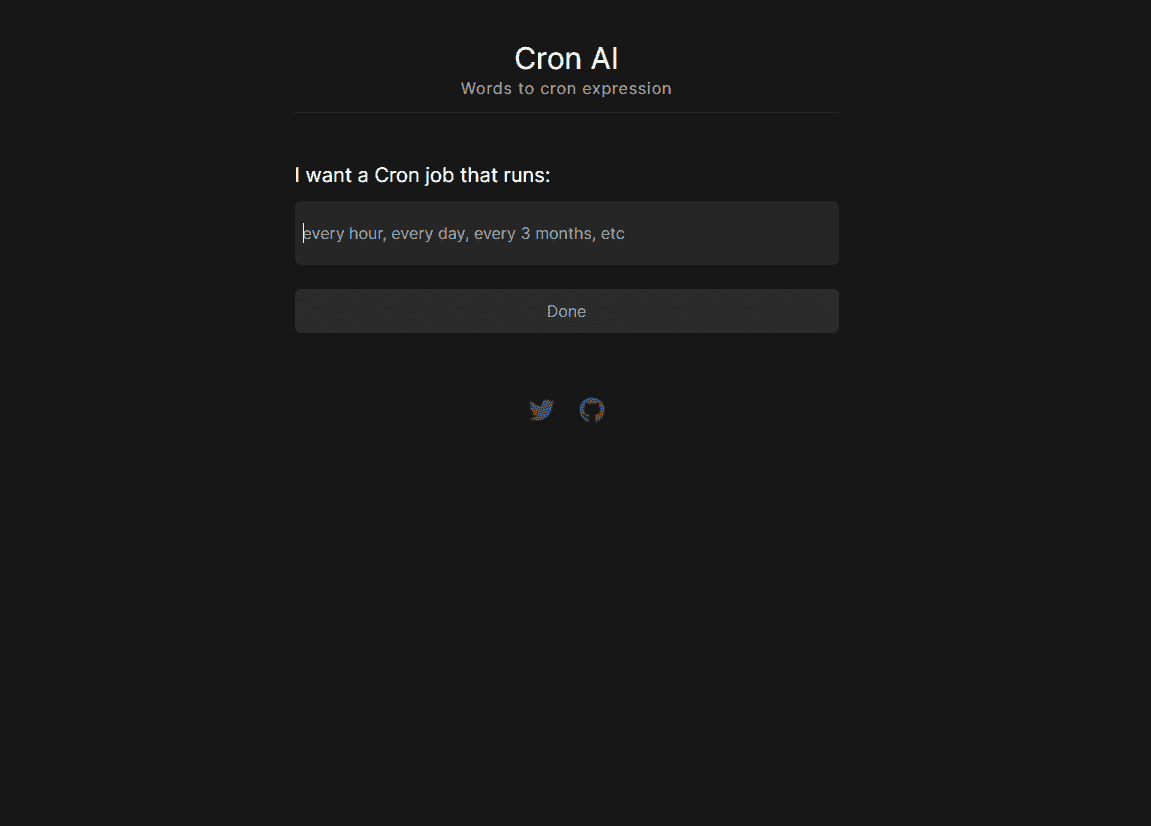 Cron AI
Words to cron expression
I want a Cron job that runs:
every hour, every day, every 3 months, etc
Done